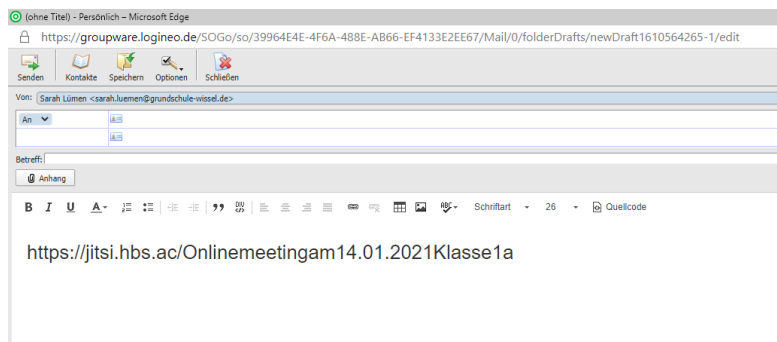 (ohne Titel) – Persönlich – Microsoft Edge
https://groupware.logineo.de/SOGo/so/39964E4E-4F6A-488E-AB66-EF4133E2EE67/Mail/0/folderDrafts/newDraft1610564265-1/edit
Senden Kontakte Speichern Optionen Schließen
Von: Sarah Lümen <sarah.luemen@grundschule-wissel.de>
An
Betreff:
Anhang
B I U A Schriftart 26 Quellcode
https://jitsi.hbs.ac/Onlinemeetingam14.01.2021Klasse1a